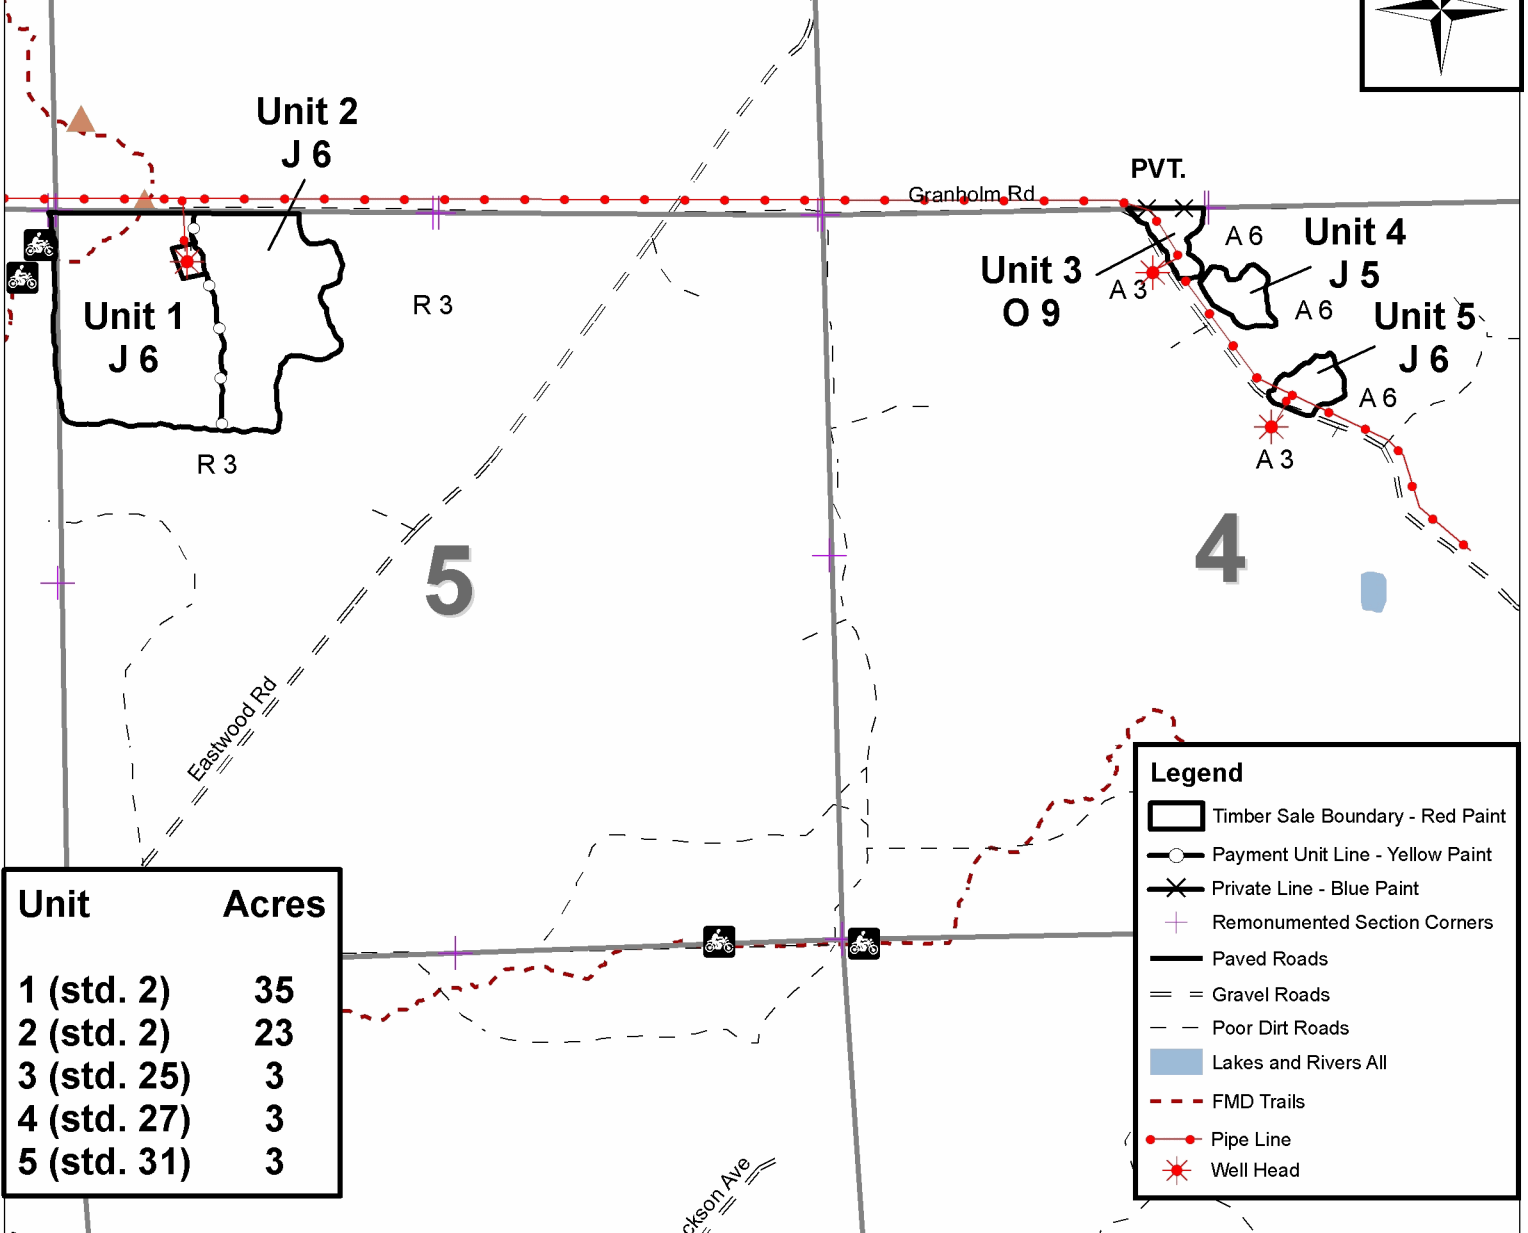 Unit 2
J 6
PVT.
Granholm Rd
A 6
Unit 4
J 5
Unit 3
O 9
A 3
A 6
Unit 5
J 6
R 3
Unit 1
J 6
A 6
R 3
A 3
5
4
Eastwood Rd
Legend
Timber Sale Boundary - Red Paint
Payment Unit Line - Yellow Paint
Private Line - Blue Paint
Remonumented Section Corners
Paved Roads
Gravel Roads
Poor Dirt Roads
Lakes and Rivers All
FMD Trails
Pipe Line
Well Head
Unit Acres
1 (std. 2) 35
2 (std. 2) 23
3 (std. 25) 3
4 (std. 27) 3
5 (std. 31) 3
ckson Ave